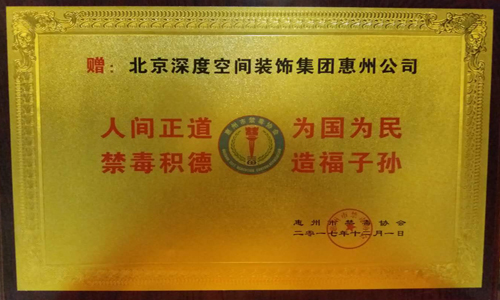 赠：北京深度空间装饰集团惠州公司
人间正道 为国为民
禁毒积德 造福子孙
惠州市禁毒协会
二零一七年十二月一日